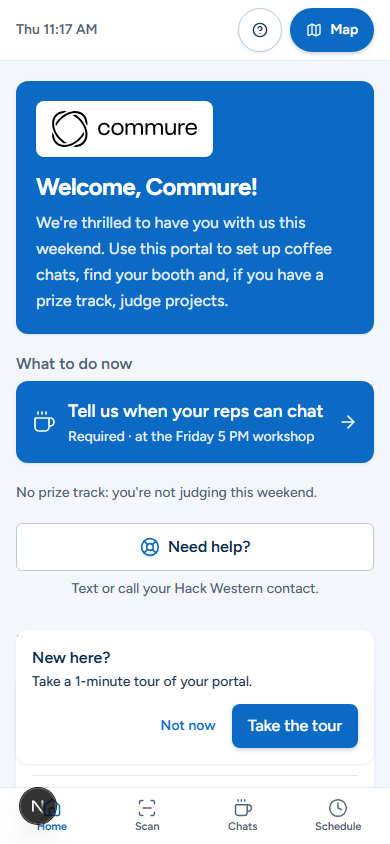 Thu 11:17 AM
Map
commure
Welcome, Commure!
We're thrilled to have you with us this
weekend. Use this portal to set up coffee
chats, find your booth and, if you have a
prize track, judge projects.
What to do now
Tell us when your reps can chat
Required · at the Friday 5 PM workshop
No prize track: you're not judging this weekend.
Need help?
Text or call your Hack Western contact.
New here?
Take a 1-minute tour of your portal.
Not now
Take the tour
N
Home
Scan
Chats
Schedule